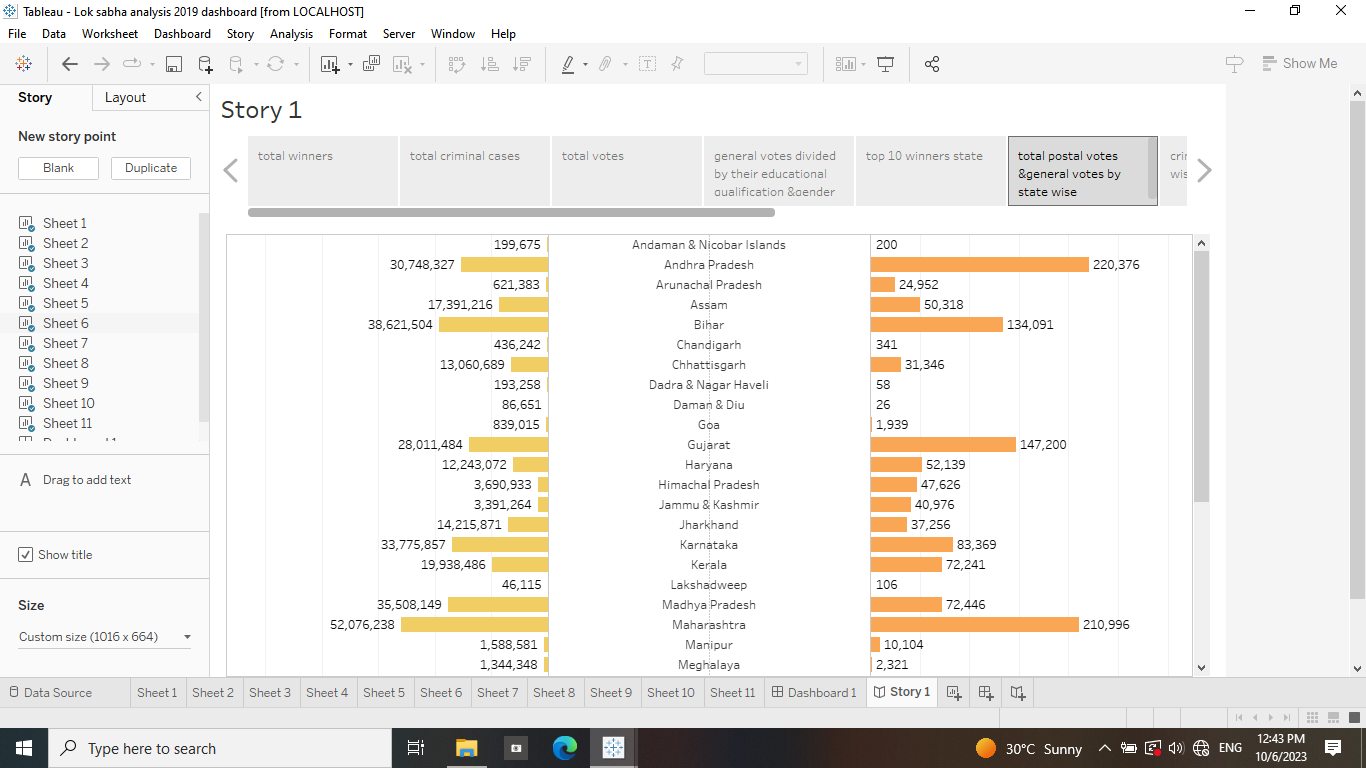 Tableau - Lok sabha analysis 2019 dashboard [from LOCALHOST]
File Data Worksheet Dashboard Story Analysis Format Server Window Help
Show Me
Story Layout
New story point
Blank Duplicate
Sheet 1
Sheet 2
Sheet 3
Sheet 4
Sheet 5
Sheet 6
Sheet 7
Sheet 8
Sheet 9
Sheet 10
Sheet 11
Drag to add text
Show title
Size
Custom size (1016 x 664)
Story 1
total winners
total criminal cases
total votes
general votes divided
by their educational
qualification &gender
top 10 winners state
total postal votes
&general votes by
state wise
199,675 Andaman & Nicobar Islands 200
30,748,327 Andhra Pradesh 220,376
621,383 Arunachal Pradesh 24,952
17,391,216 Assam 50,318
38,621,504 Bihar 134,091
436,242 Chandigarh 341
13,060,689 Chhattisgarh 31,346
193,258 Dadra & Nagar Haveli 58
86,651 Daman & Diu 26
839,015 Goa 1,939
28,011,484 Gujarat 147,200
12,243,072 Haryana 52,139
3,690,933 Himachal Pradesh 47,626
3,391,264 Jammu & Kashmir 40,976
14,215,871 Jharkhand 37,256
33,775,857 Karnataka 83,369
19,938,486 Kerala 72,241
46,115 Lakshadweep 106
35,508,149 Madhya Pradesh 72,446
52,076,238 Maharashtra 210,996
1,588,581 Manipur 10,104
1,344,348 Meghalaya 2,321
Data Source Sheet 1 Sheet 2 Sheet 3 Sheet 4 Sheet 5 Sheet 6 Sheet 7 Sheet 8 Sheet 9 Sheet 10 Sheet 11 Dashboard 1 Story 1
Type here to search
30°C Sunny
ENG
12:43 PM
10/6/2023